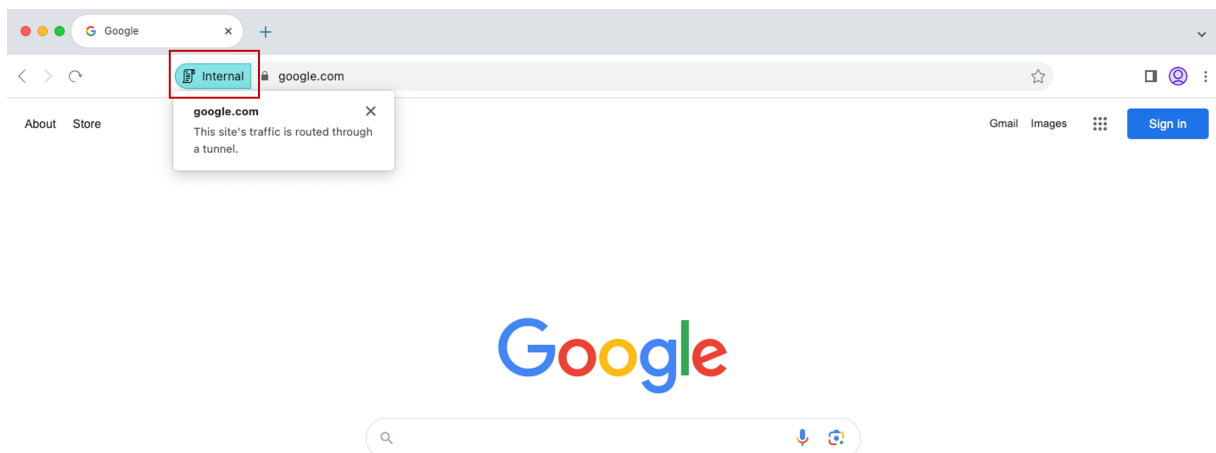 Google
Internal
google.com
google.com
This site's traffic is routed through
a tunnel.
About Store
Gmail Images
Sign in
Google